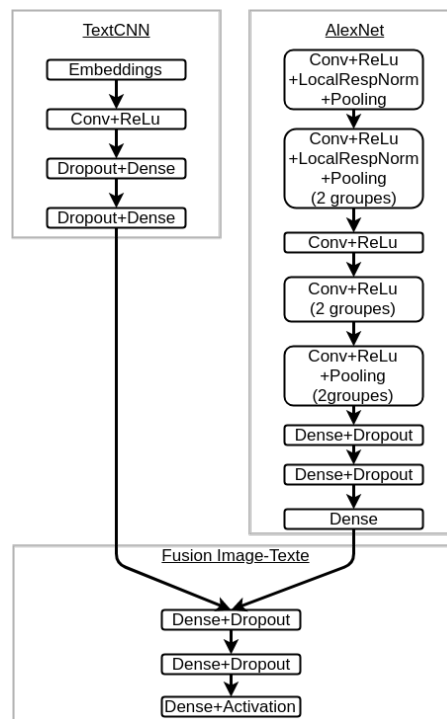 TextCNN
Embeddings
Conv+ReLu
Dropout+Dense
Dropout+Dense
AlexNet
Conv+ReLu
+LocalRespNorm
+Pooling
Conv+ReLu
+LocalRespNorm
+Pooling
(2 groupes)
Conv+ReLu
Conv+ReLu
(2 groupes)
Conv+ReLu
+Pooling
(2groupes)
Dense+Dropout
Dense+Dropout
Dense
Fusion Image-Texte
Dense+Dropout
Dense+Dropout
Dense+Activation